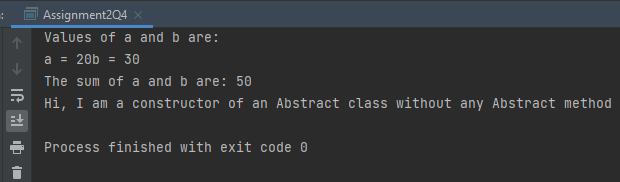 Assignment2Q4
Values of a and b are:
a = 20b = 30
The sum of a and b are: 50
Hi, I am a constructor of an Abstract class without any Abstract method
Process finished with exit code 0